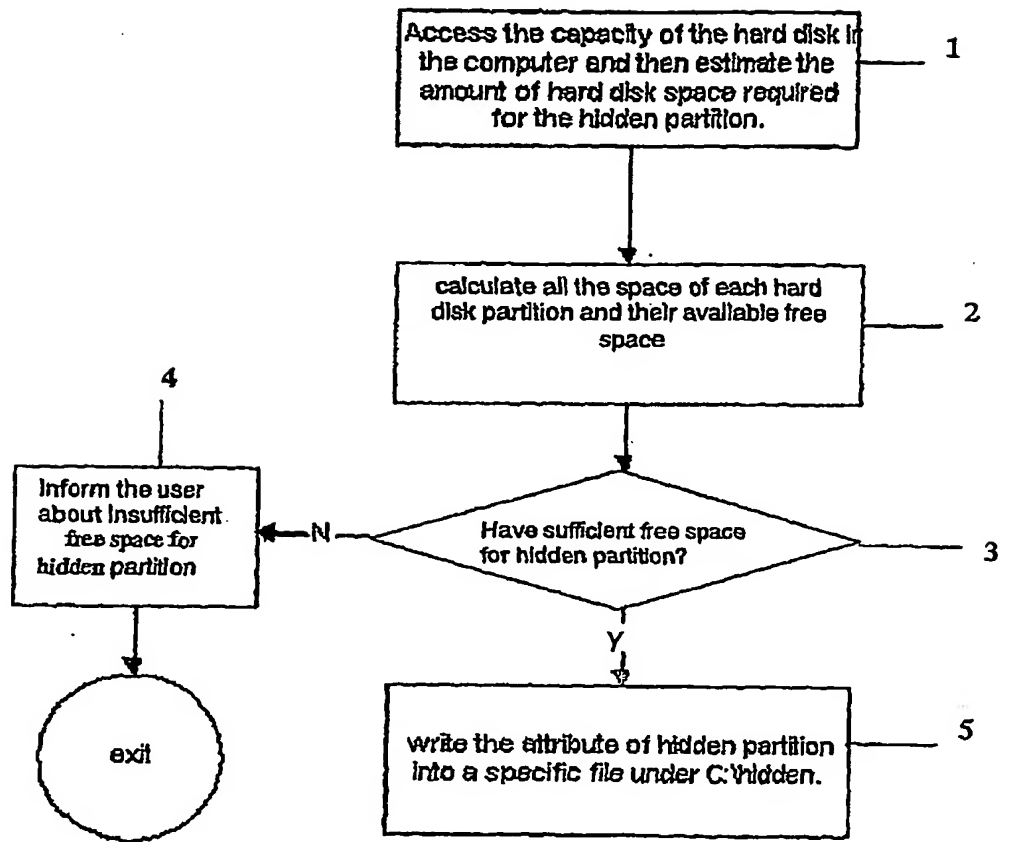 Access the capacity of the hard disk in
the computer and then estimate the
amount of hard disk space required
for the hidden partition.
1
calculate all the space of each hard
disk partition and their available free
space
2
4
Inform the user
about Insufficient
free space for
hidden partition
N
Have sufficient free space
for hidden partition?
3
Y
exit
write the attribute of hidden partition
into a specific file under C:\hidden.
5